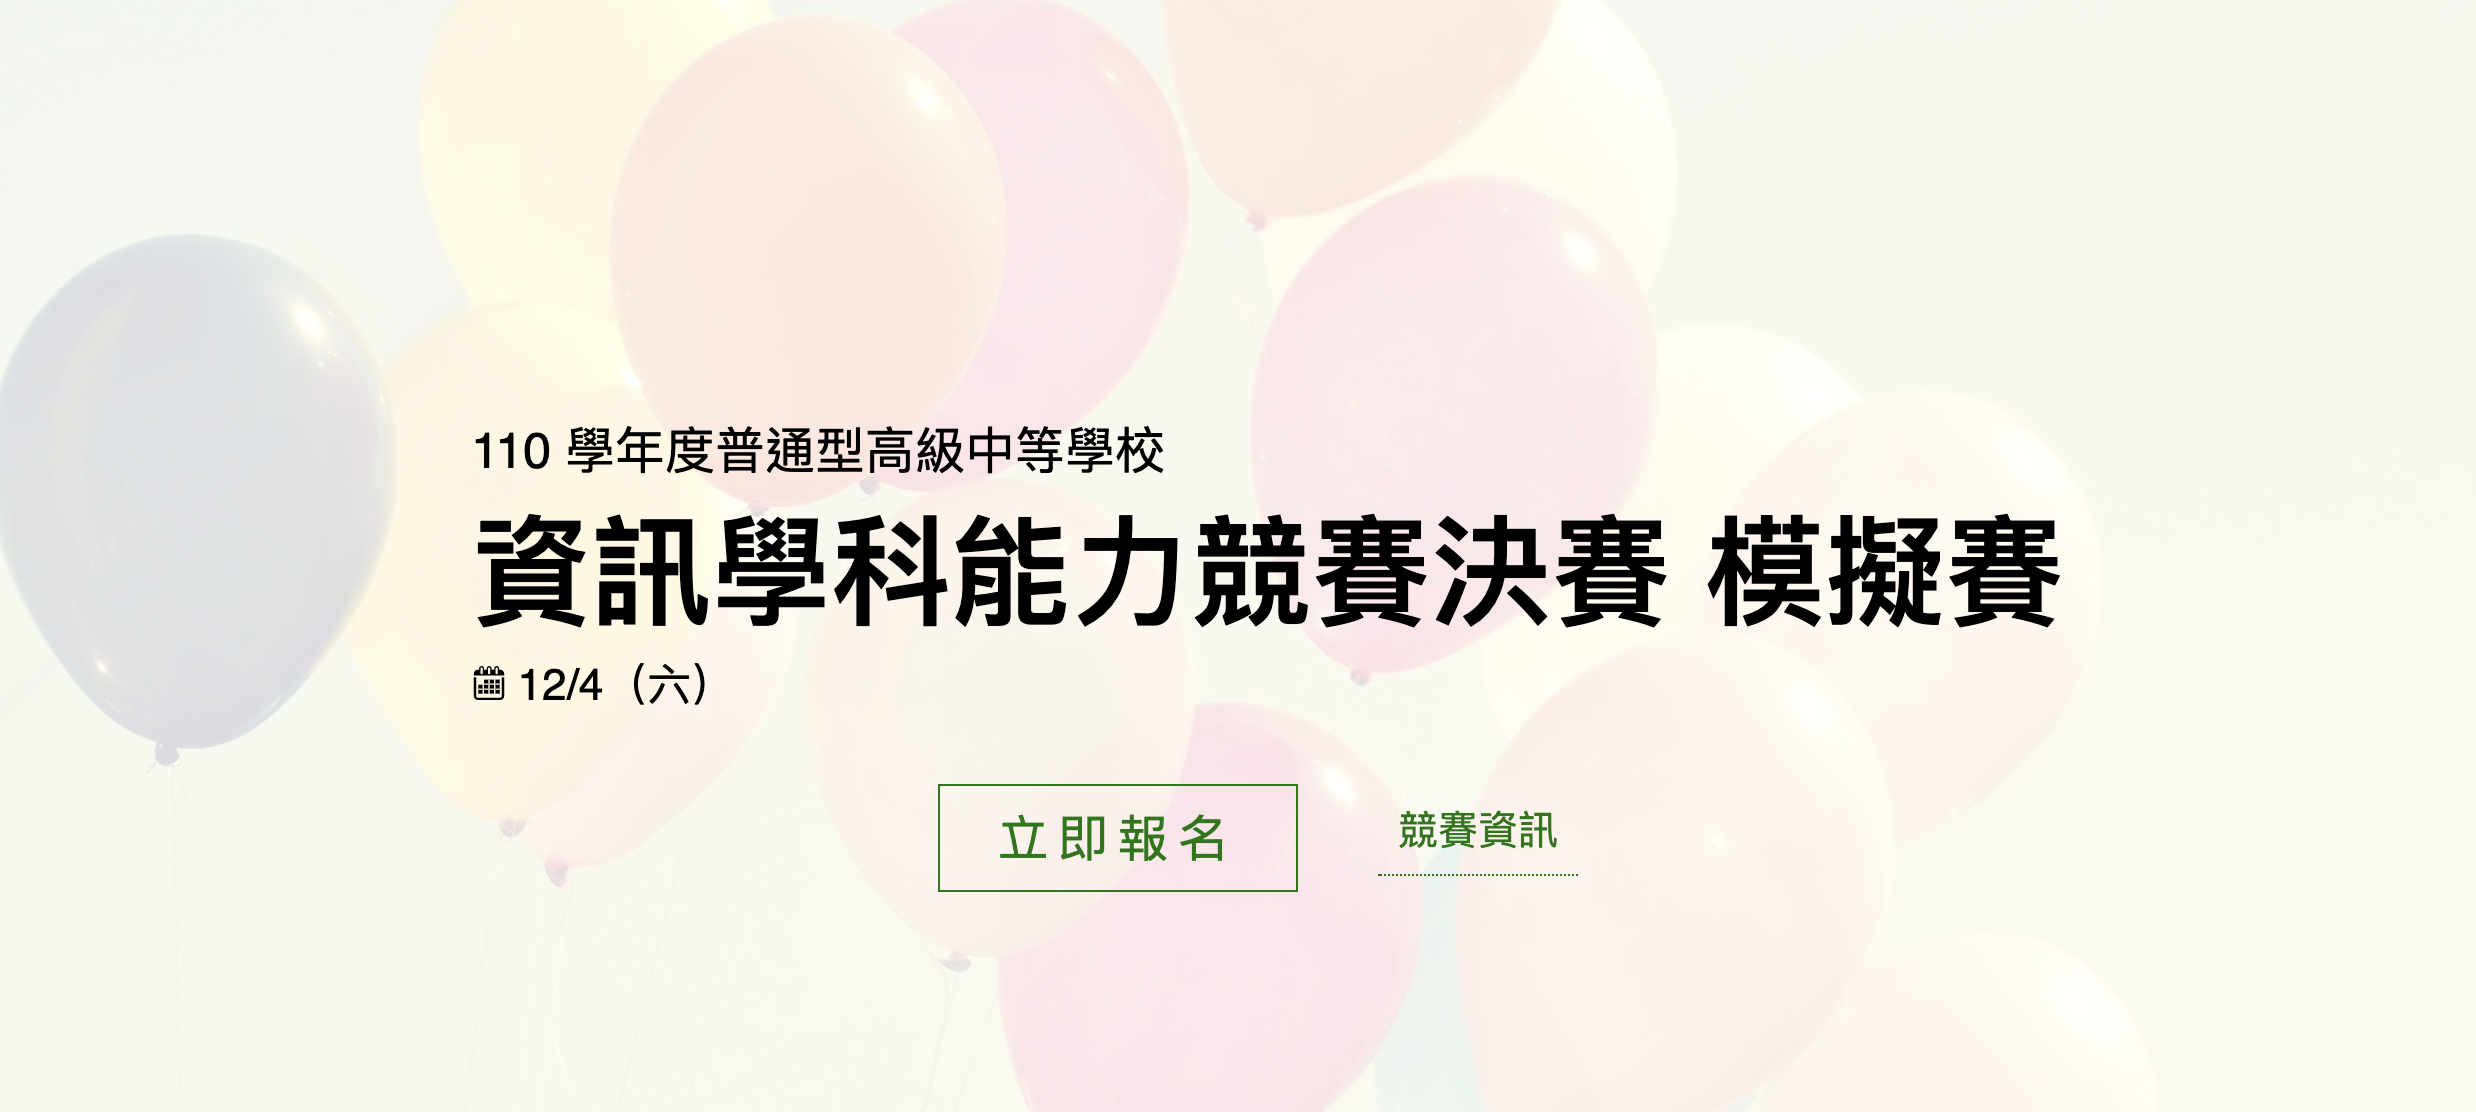 110 學年度普通型高級中等學校
資訊學科能力競賽決賽 模擬賽
12/4（六）
立即報名
競賽資訊